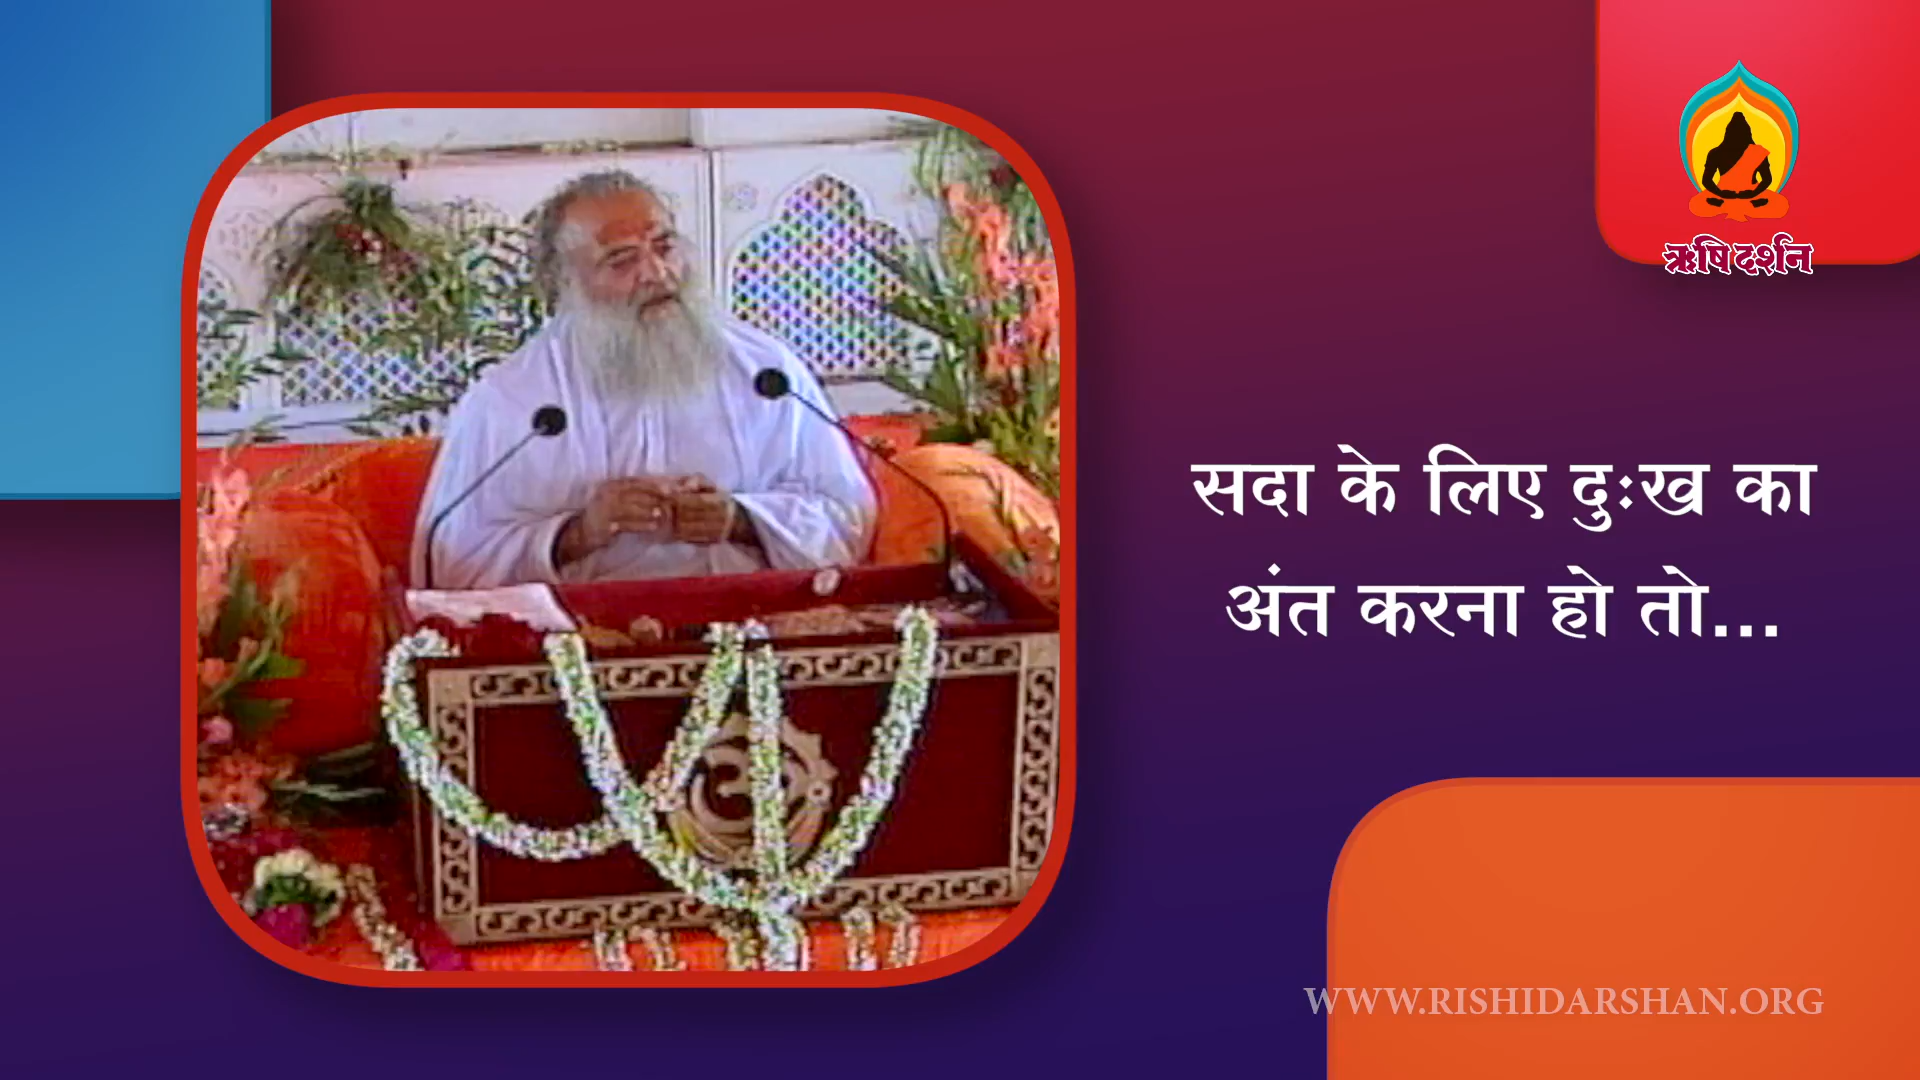 ऋषि दर्शन
सदा के लिए दुःख का
अंत करना हो तो...
ॐ
WWW.RISHIDARSHAN.ORG